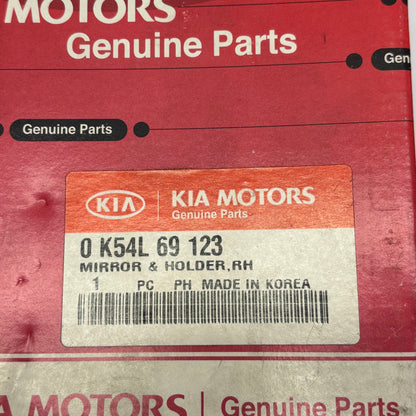 MOTORS
Genuine Parts
Genuine Parts
Gen
KIA KIA MOTORS
Genuine Parts
0 K54L 69 123
MIRROR & HOLDER,RH
1 PC PH MADE IN KOREA
KIA MOTORS Genuine Parts